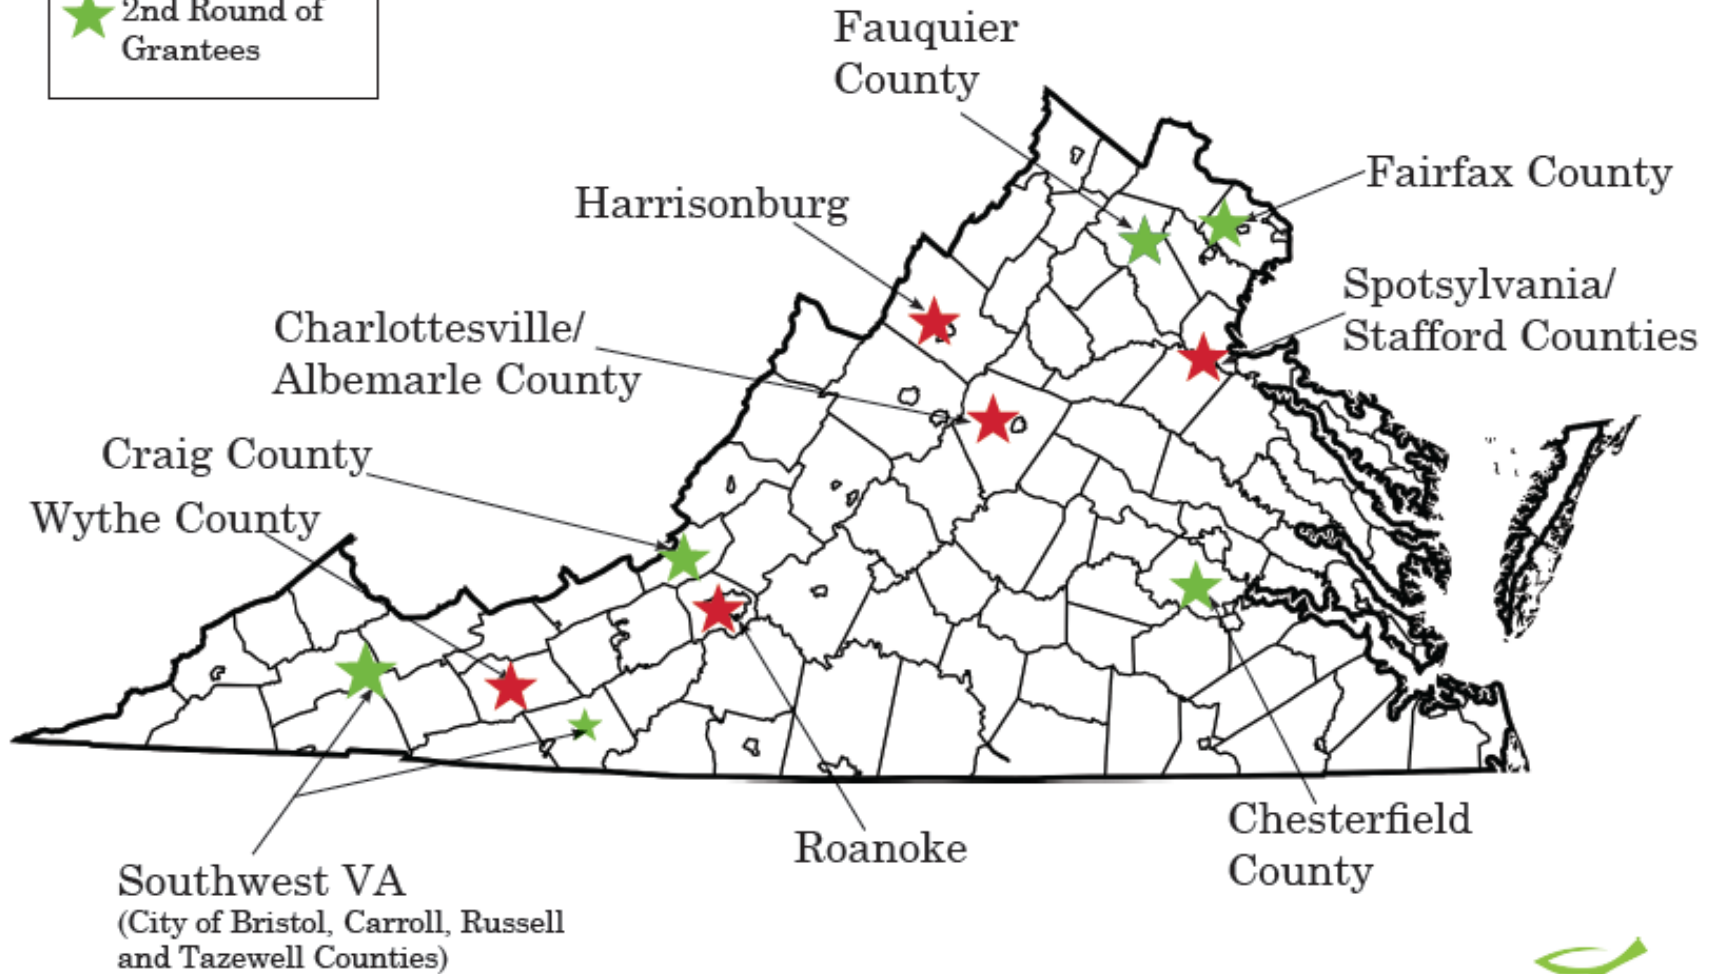 2nd Round of
Grantees
Fauquier
County
Fairfax County
Harrisonburg
Spotsylvania/
Stafford Counties
Charlottesville/
Albemarle County
Craig County
Wythe County
Roanoke
Chesterfield
County
Southwest VA
(City of Bristol, Carroll, Russell
and Tazewell Counties)